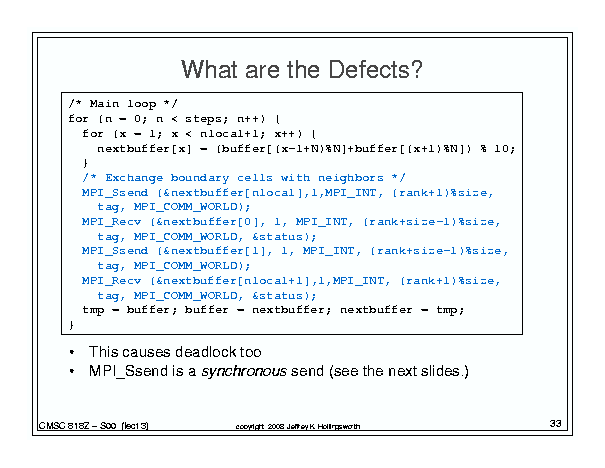 What are the Defects?
/* Main loop */
for (n = 0; n < steps; n++) {
for (x = 1; x < nlocal+1; x++) {
nextbuffer[x] = (buffer[(x-1+N)%N]+buffer[(x+1)%N]) % 10;
}
/* Exchange boundary cells with neighbors */
MPI_Ssend (&nextbuffer[nlocal],1,MPI_INT, (rank+1)%size,
tag, MPI_COMM_WORLD);
MPI_Recv (&nextbuffer[0], 1, MPI_INT, (rank+size-1)%size,
tag, MPI_COMM_WORLD, &status);
MPI_Ssend (&nextbuffer[1], 1, MPI_INT, (rank+size-1)%size,
tag, MPI_COMM_WORLD);
MPI_Recv (&nextbuffer[nlocal+1],1,MPI_INT, (rank+1)%size,
tag, MPI_COMM_WORLD, &status);
tmp = buffer; buffer = nextbuffer; nextbuffer = tmp;
}
• This causes deadlock too
• MPI_Ssend is a synchronous send (see the next slides.)
CMSC 818Z – S00 (lect3) copyright 2008 Jeffrey K Hollingsworth 33